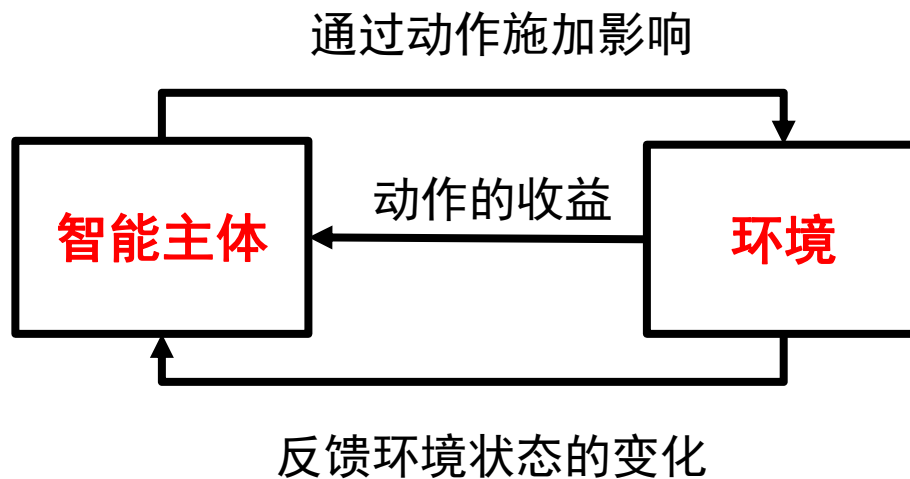 通过动作施加影响
动作的收益
智能主体
环境
反馈环境状态的变化